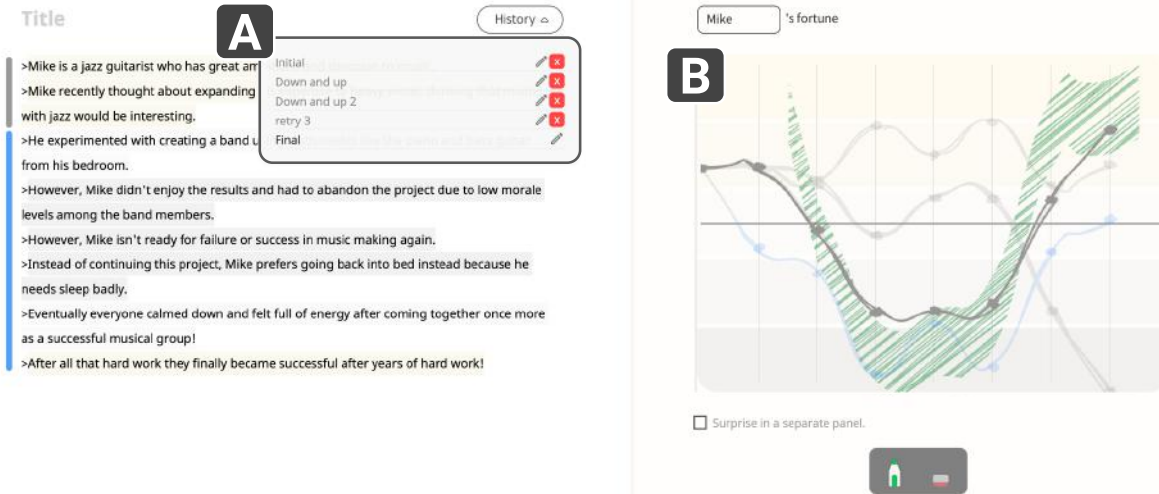 Title
History
A
Initial
Down and up
Down and up 2
retry 3
Final
>Mike is a jazz guitarist who has great am
>Mike recently thought about expanding
with jazz would be interesting.
>He experimented with creating a band u
from his bedroom.
>However, Mike didn't enjoy the results and had to abandon the project due to low morale
levels among the band members.
>However, Mike isn't ready for failure or success in music making again.
>Instead of continuing this project, Mike prefers going back into bed instead because he
needs sleep badly.
>Eventually everyone calmed down and felt full of energy after coming together once more
as a successful musical group!
>After all that hard work they finally became successful after years of hard work!
Mike 's fortune
B
Surprise in a separate panel.